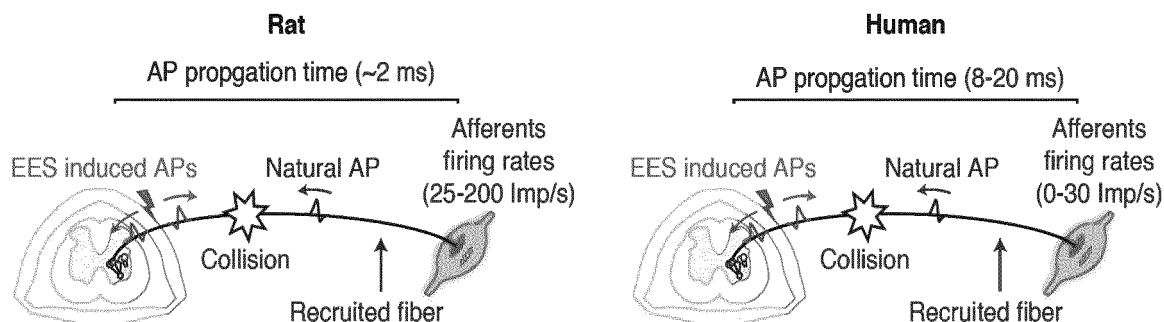 Rat
AP propgation time (~2 ms)
EES induced APs
Natural AP
Afferents
firing rates
(25-200 Imp/s)
Collision
Recruited fiber
Human
AP propgation time (8-20 ms)
EES induced APs
Natural AP
Afferents
firing rates
(0-30 Imp/s)
Collision
Recruited fiber